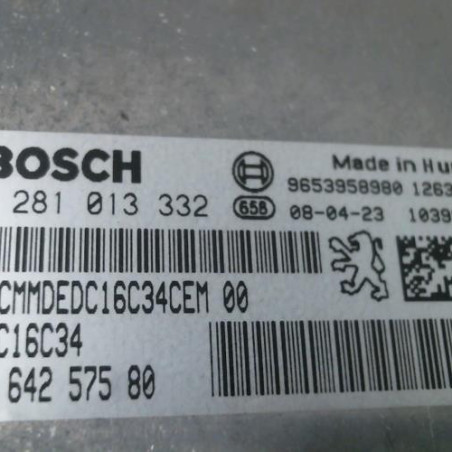 BOSCH
Made in Hu
9653958980 1263
281 013 332
658 08-04-23 1039
CMMDEDC16C34CEM 00
C16C34
642 575 80